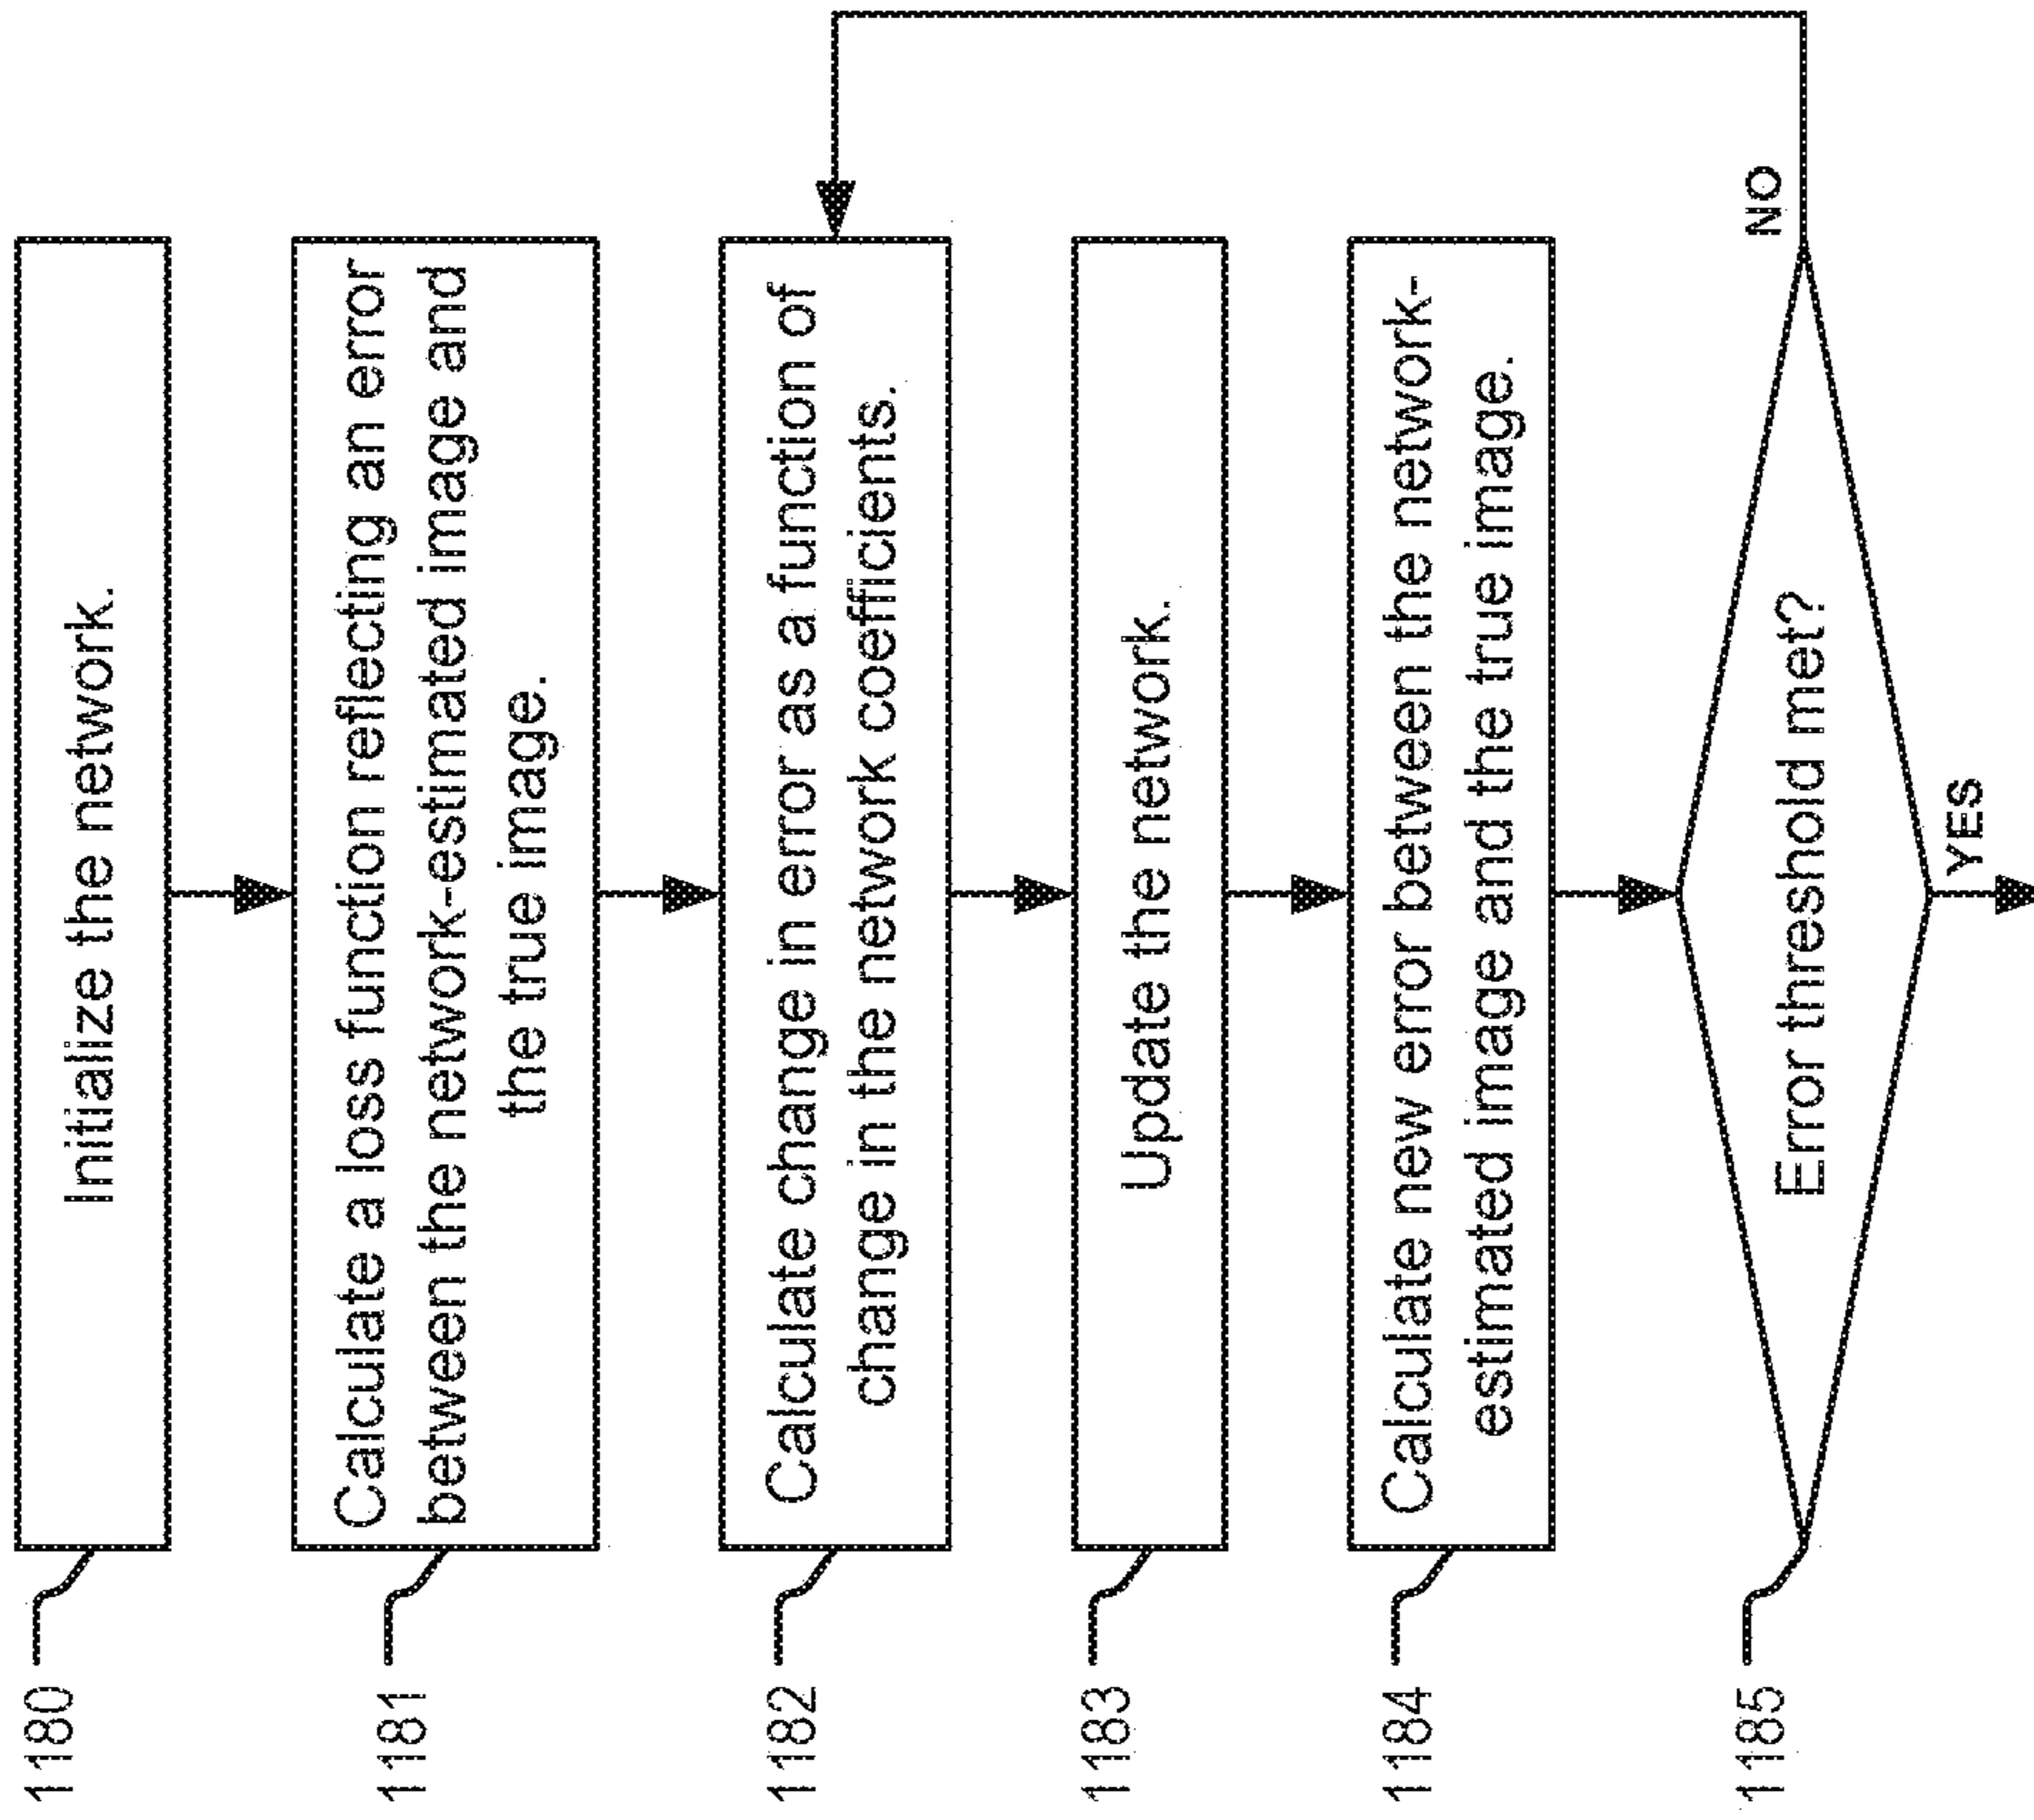 1180
Initialize the network.
1181
Calculate a loss function reflecting an error
between the network-estimated image and
the true image.
1182
Calculate change in error as a function of
change in the network coefficients.
1183
Update the network.
1184
Calculate new error between the network-
estimated image and the true image.
1185
Error threshold met?
NO
YES